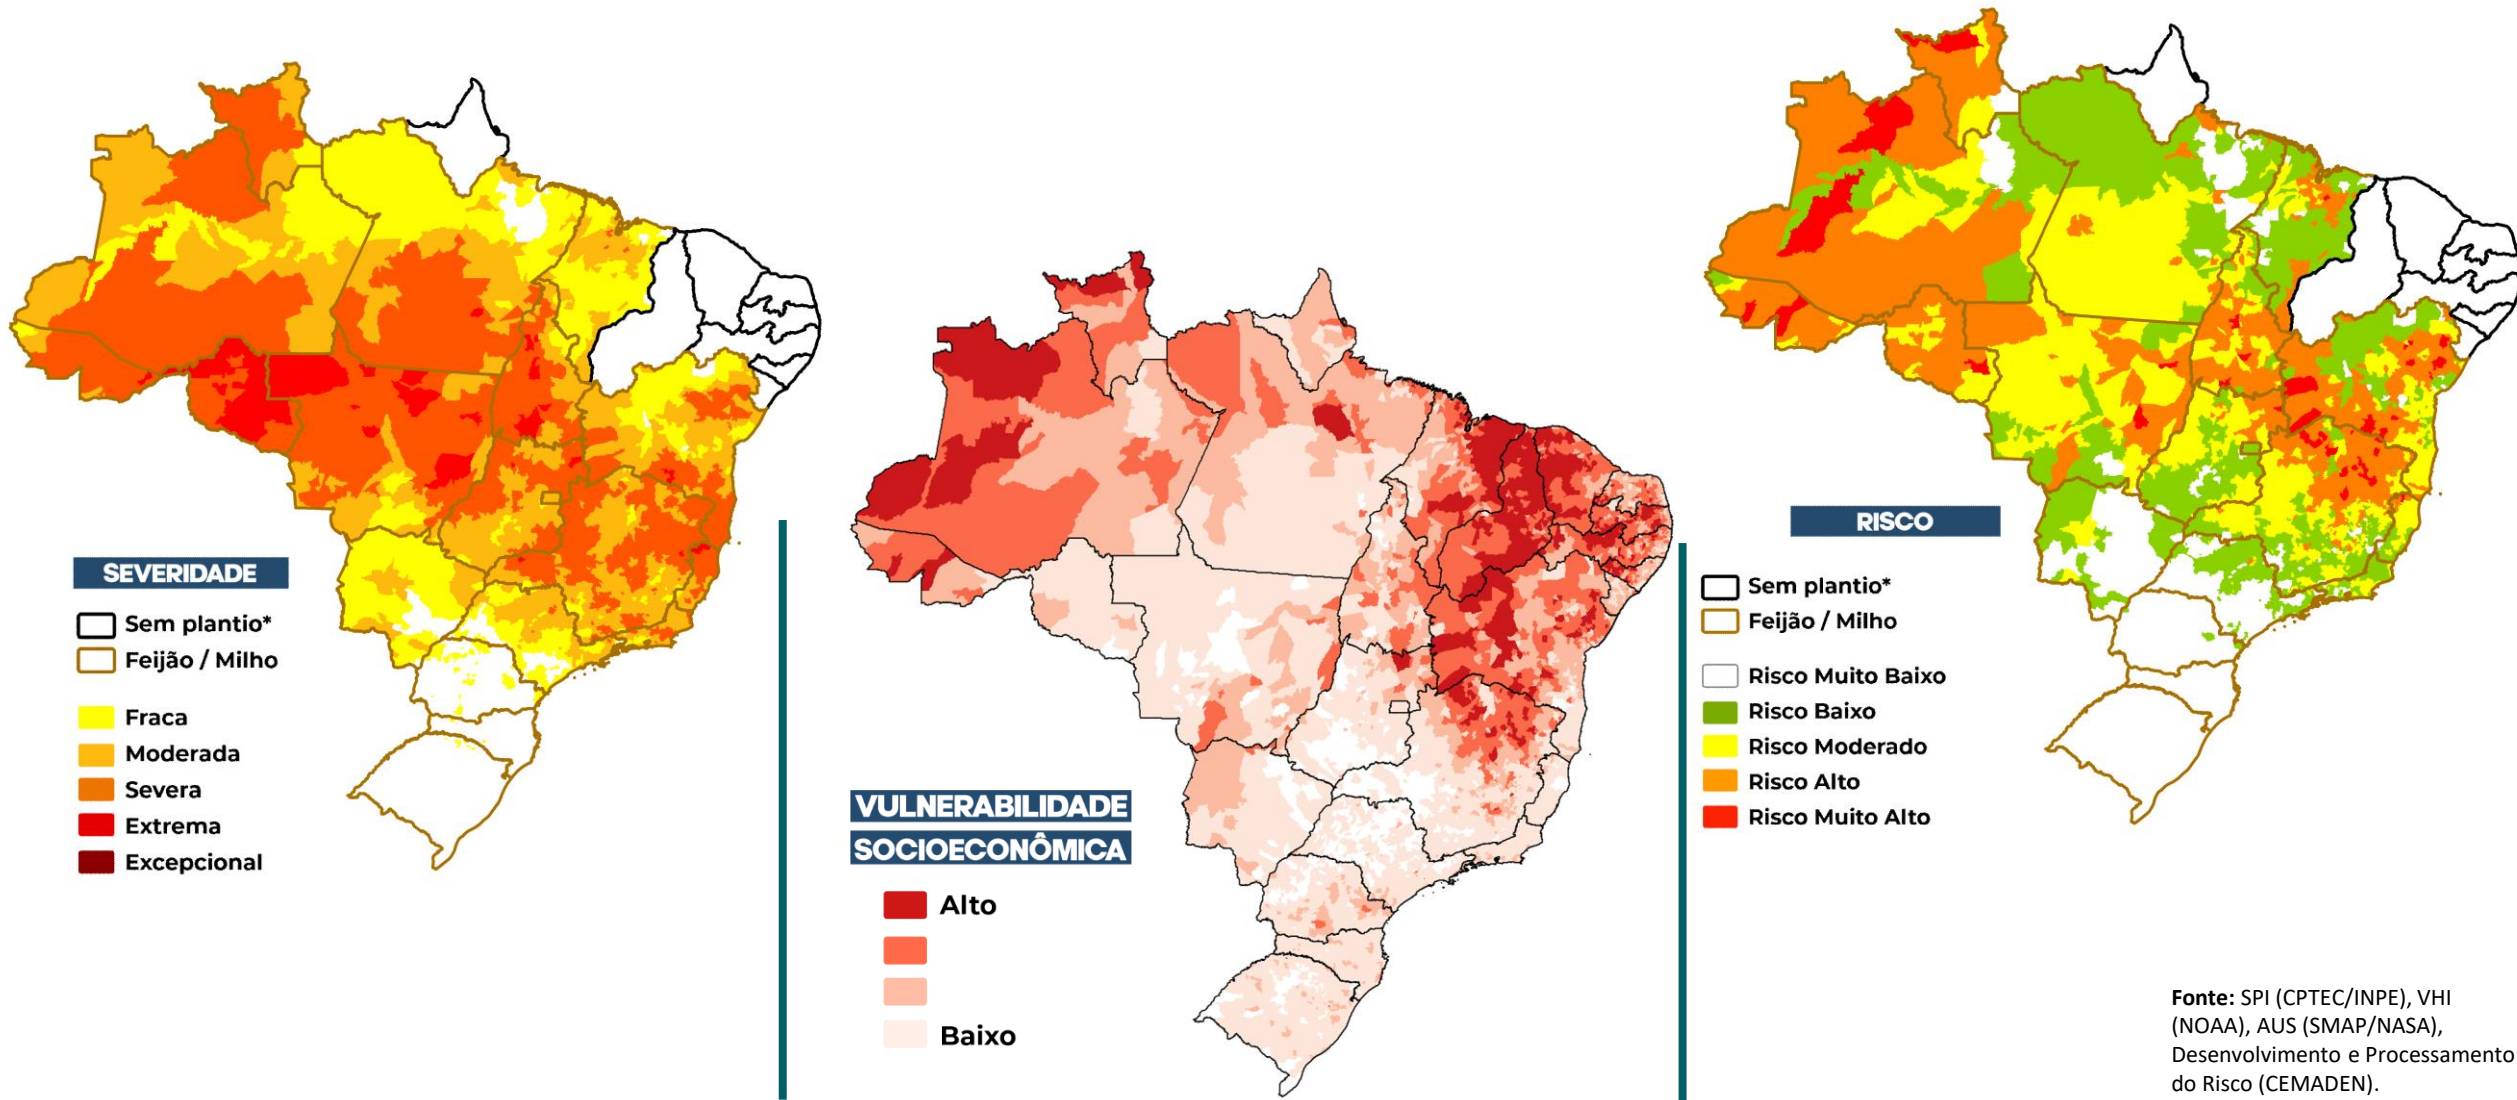 SEVERIDADE
Sem plantio*
Feijão / Milho
Fraca
Moderada
Severa
Extrema
Excepcional
VULNERABILIDADE
SOCIOECONÔMICA
Alto
Baixo
RISCO
Sem plantio*
Feijão / Milho
Risco Muito Baixo
Risco Baixo
Risco Moderado
Risco Alto
Risco Muito Alto
Fonte: SPI (CPTEC/INPE), VHI
(NOAA), AUS (SMAP/NASA),
Desenvolvimento e Processamento
do Risco (CEMADEN).